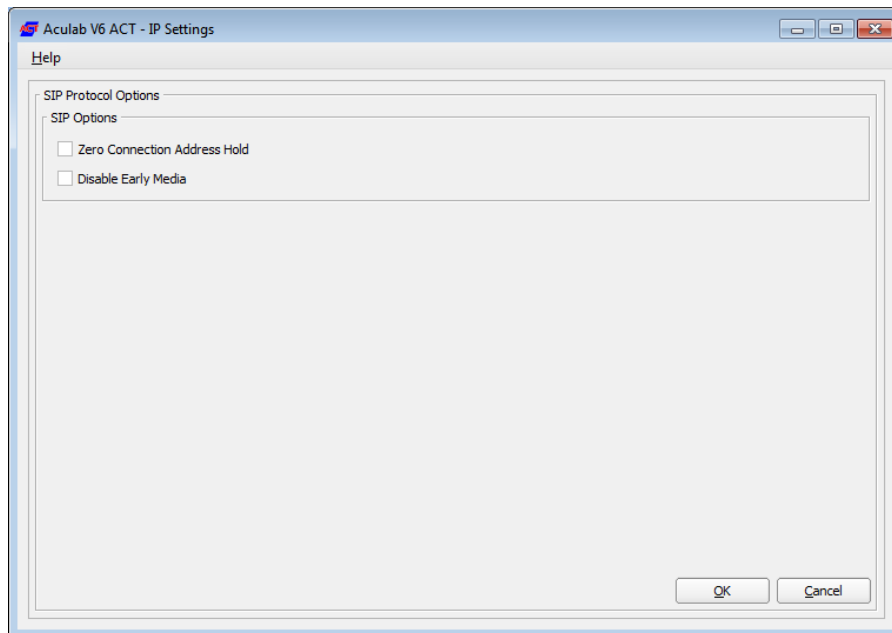 Aculab V6 ACT - IP Settings
Help
SIP Protocol Options
SIP Options
Zero Connection Address Hold
Disable Early Media
OK
Cancel